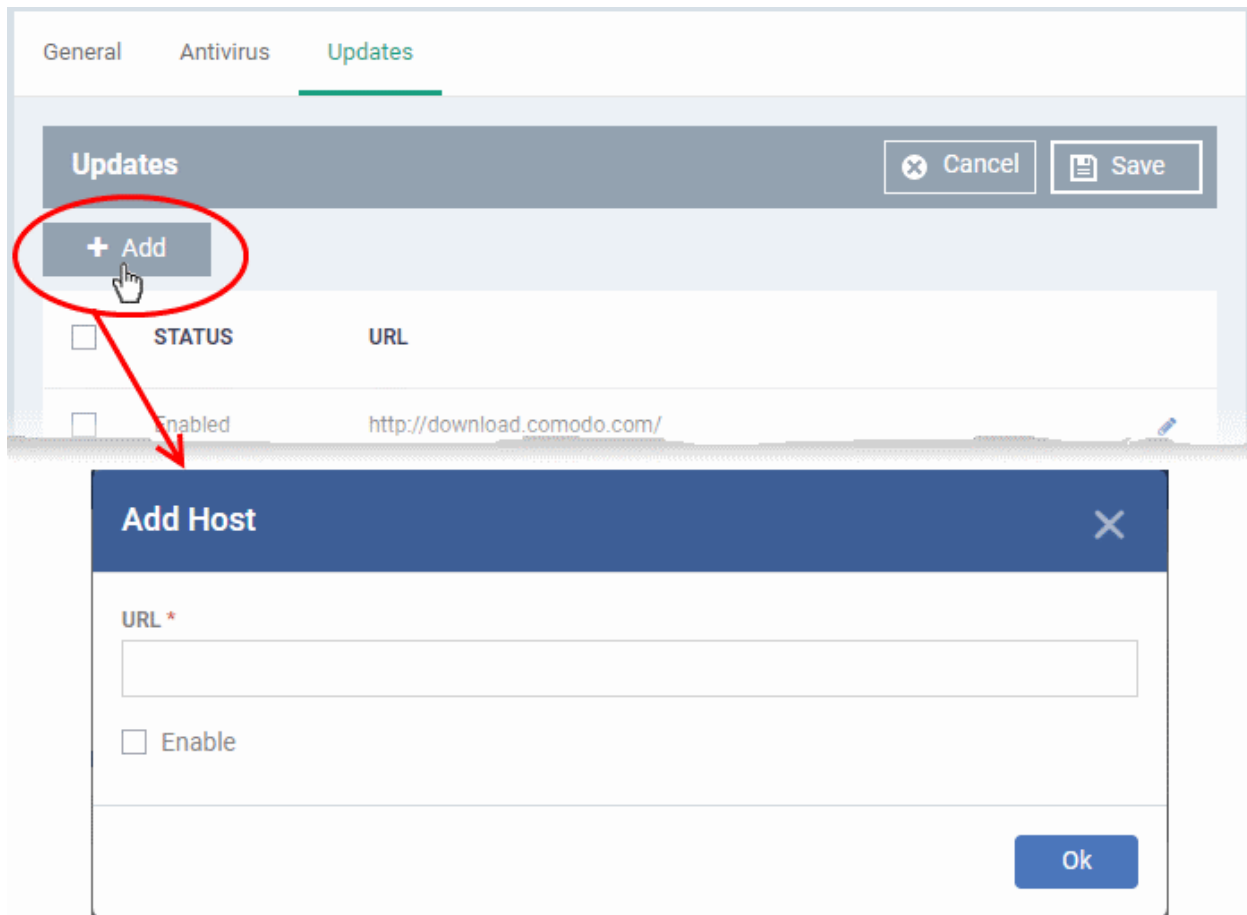 General Antivirus Updates
Updates Cancel Save
+ Add
STATUS URL
Enabled http://download.comodo.com/
Add Host
URL *
Enable
Ok